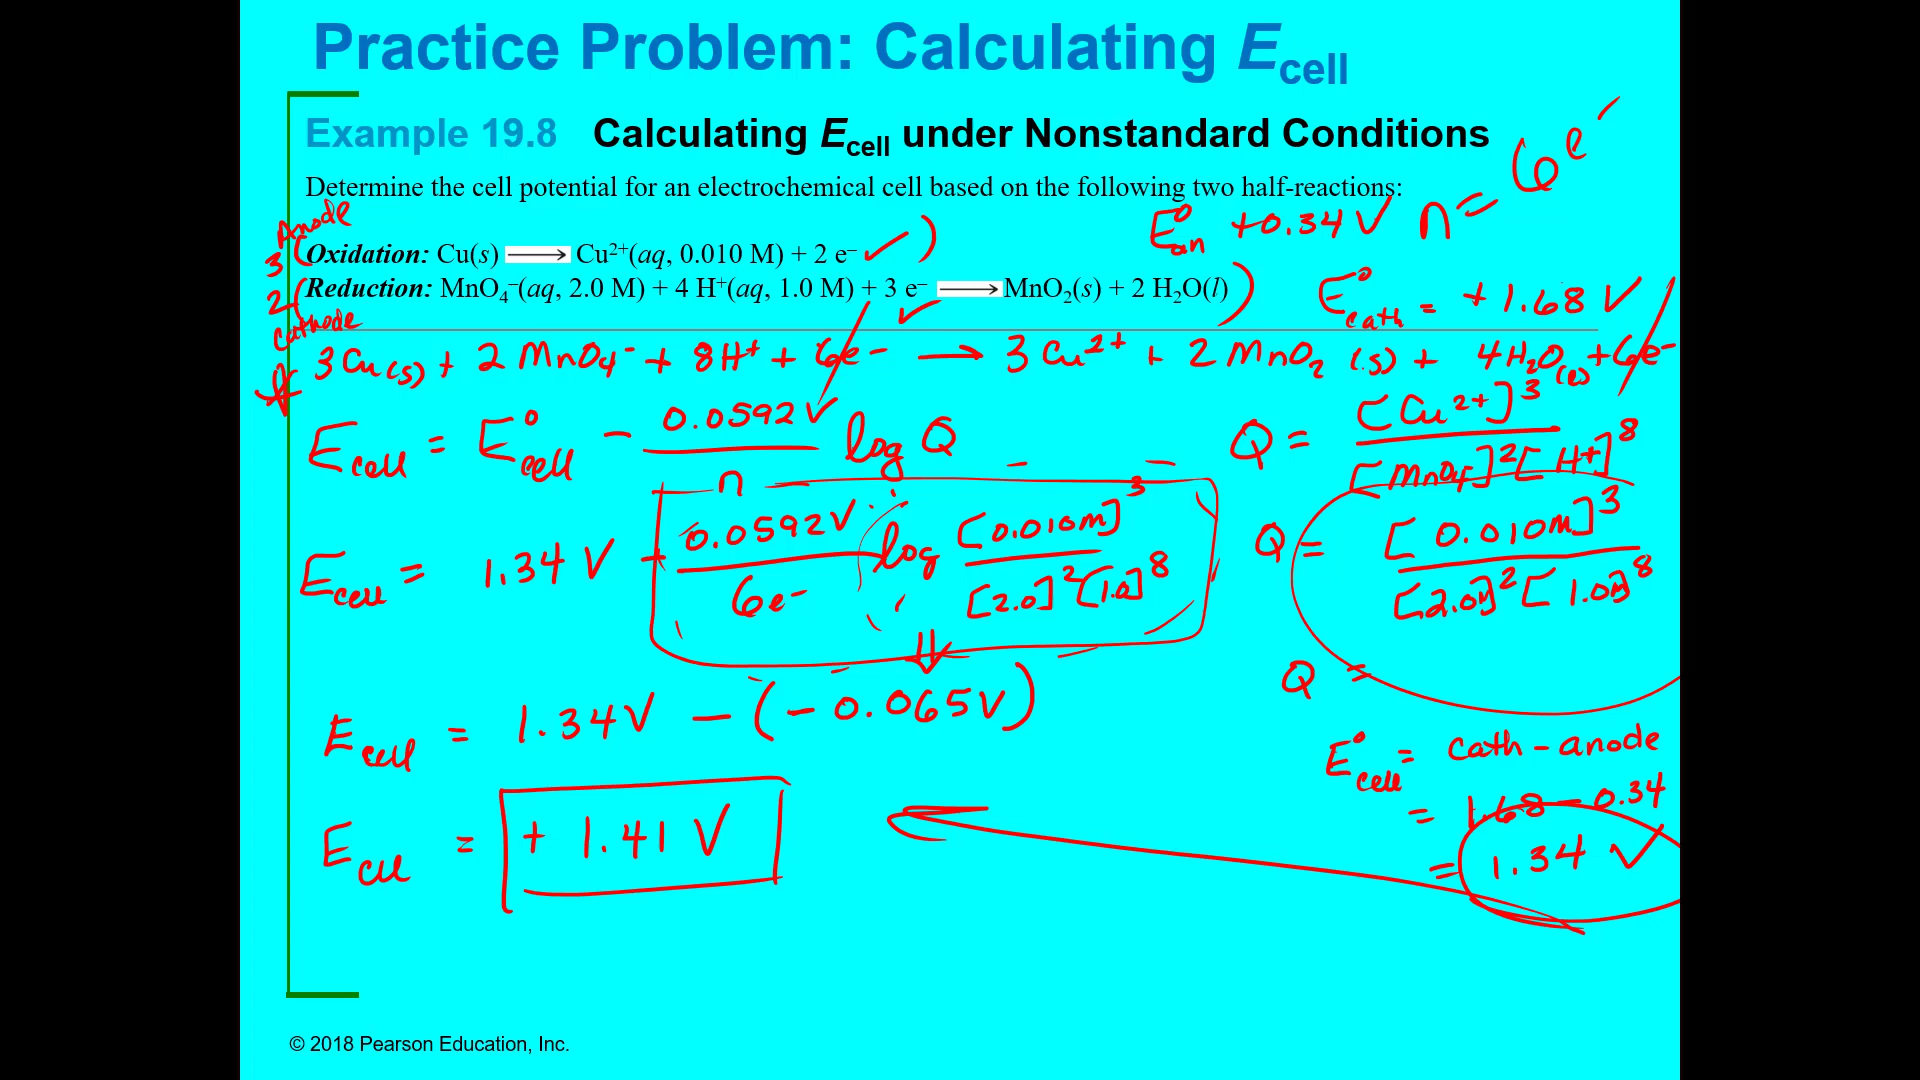 Practice Problem: Calculating Ecell
Example 19.8 Calculating Ecell under Nonstandard Conditions
n = 6e⁻
Determine the cell potential for an electrochemical cell based on the following two half-reactions:
Anode
E°an +0.34 V
3 ( Oxidation: Cu(s) ⟶ Cu²⁺(aq, 0.010 M) + 2 e⁻ ✓ )
2 ( Reduction: MnO₄⁻(aq, 2.0 M) + 4 H⁺(aq, 1.0 M) + 3 e⁻ ⟶ MnO₂(s) + 2 H₂O(l) ) ✓
E°cath = +1.68 V
Cathode
3 Cu(s) + 2 MnO₄⁻ + 8H⁺ + 6e⁻ → 3 Cu²⁺ + 2 MnO₂ (s) + 4H₂O(l) + 6e⁻
Ecell = E°cell − 0.0592 V / n log Q
Q = [Cu²⁺]³ / [MnO₄⁻]² [H⁺]⁸
Ecell = 1.34 V − 0.0592 V / 6e⁻ log [0.010M]³ / [2.0]² [1.0]⁸
Q = [0.010M]³ / [2.0M]² [1.0M]⁸
Q =
Ecell = 1.34 V − (−0.065 V)
E°cell = cath − anode
= 1.68 − 0.34
= 1.34 V
Ecell = + 1.41 V
© 2018 Pearson Education, Inc.